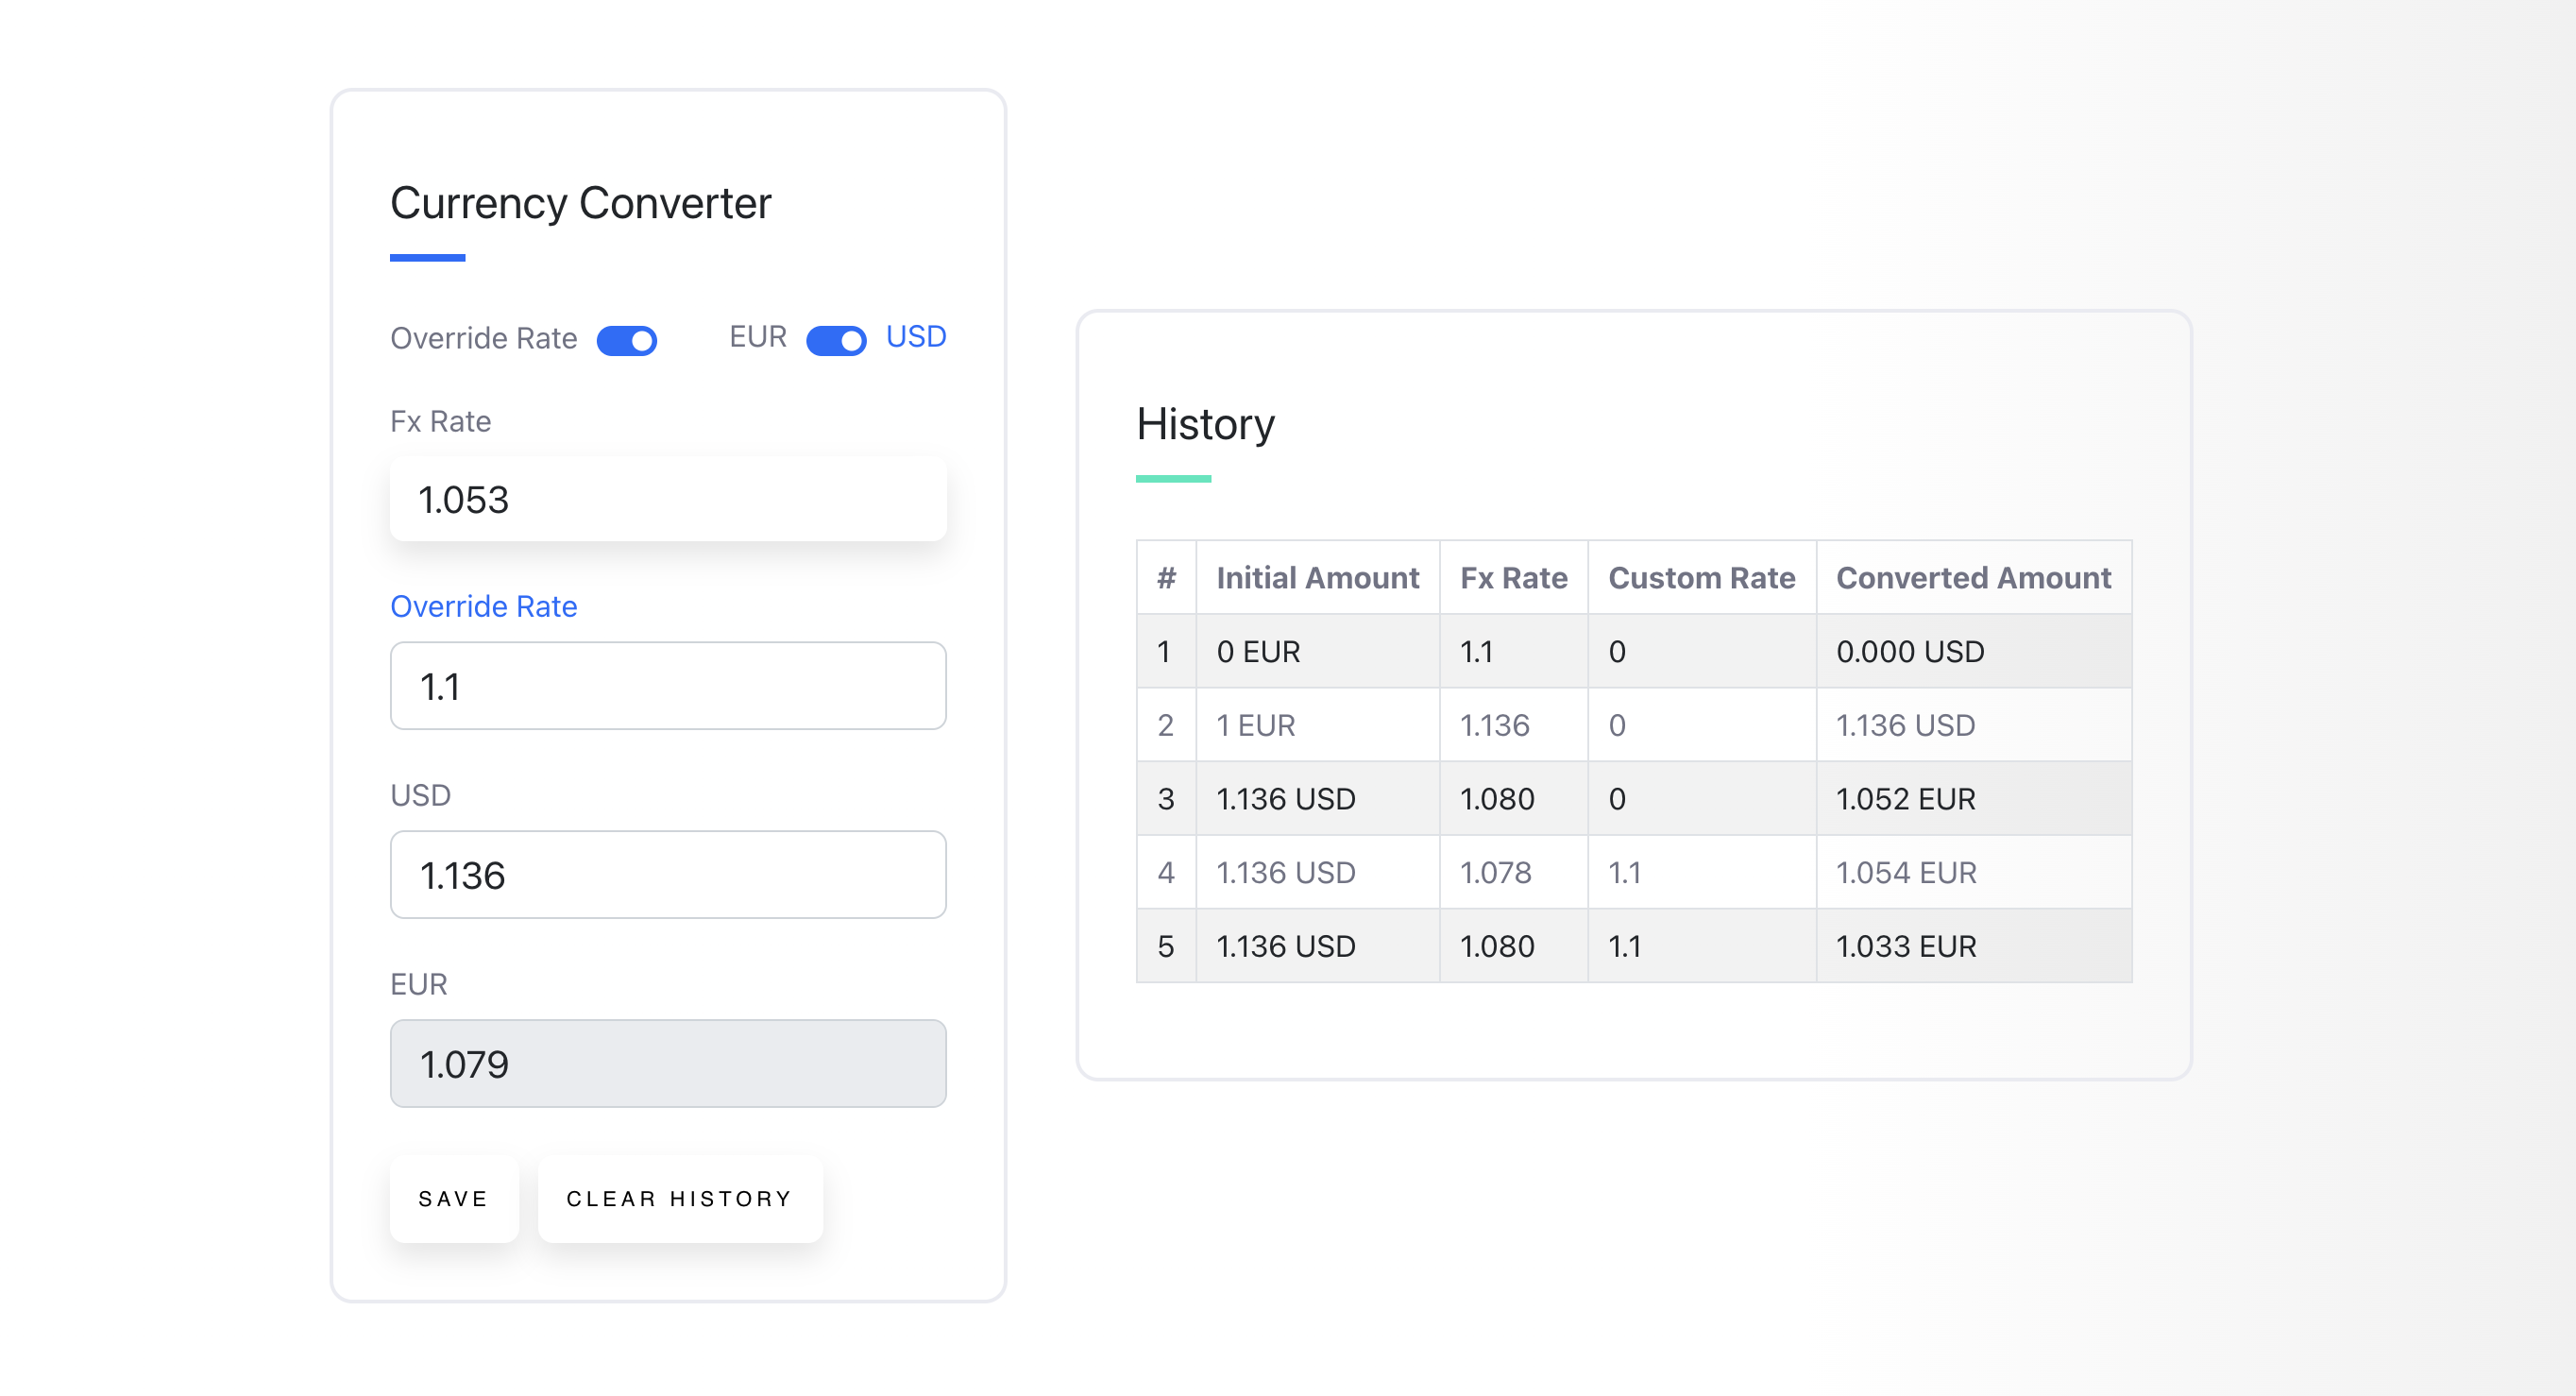 Currency Converter
Override Rate EUR USD
Fx Rate
1.053
Override Rate
1.1
USD
1.136
EUR
1.079
SAVE CLEAR HISTORY
History
# Initial Amount Fx Rate Custom Rate Converted Amount
1 0 EUR 1.1 0 0.000 USD
2 1 EUR 1.136 0 1.136 USD
3 1.136 USD 1.080 0 1.052 EUR
4 1.136 USD 1.078 1.1 1.054 EUR
5 1.136 USD 1.080 1.1 1.033 EUR